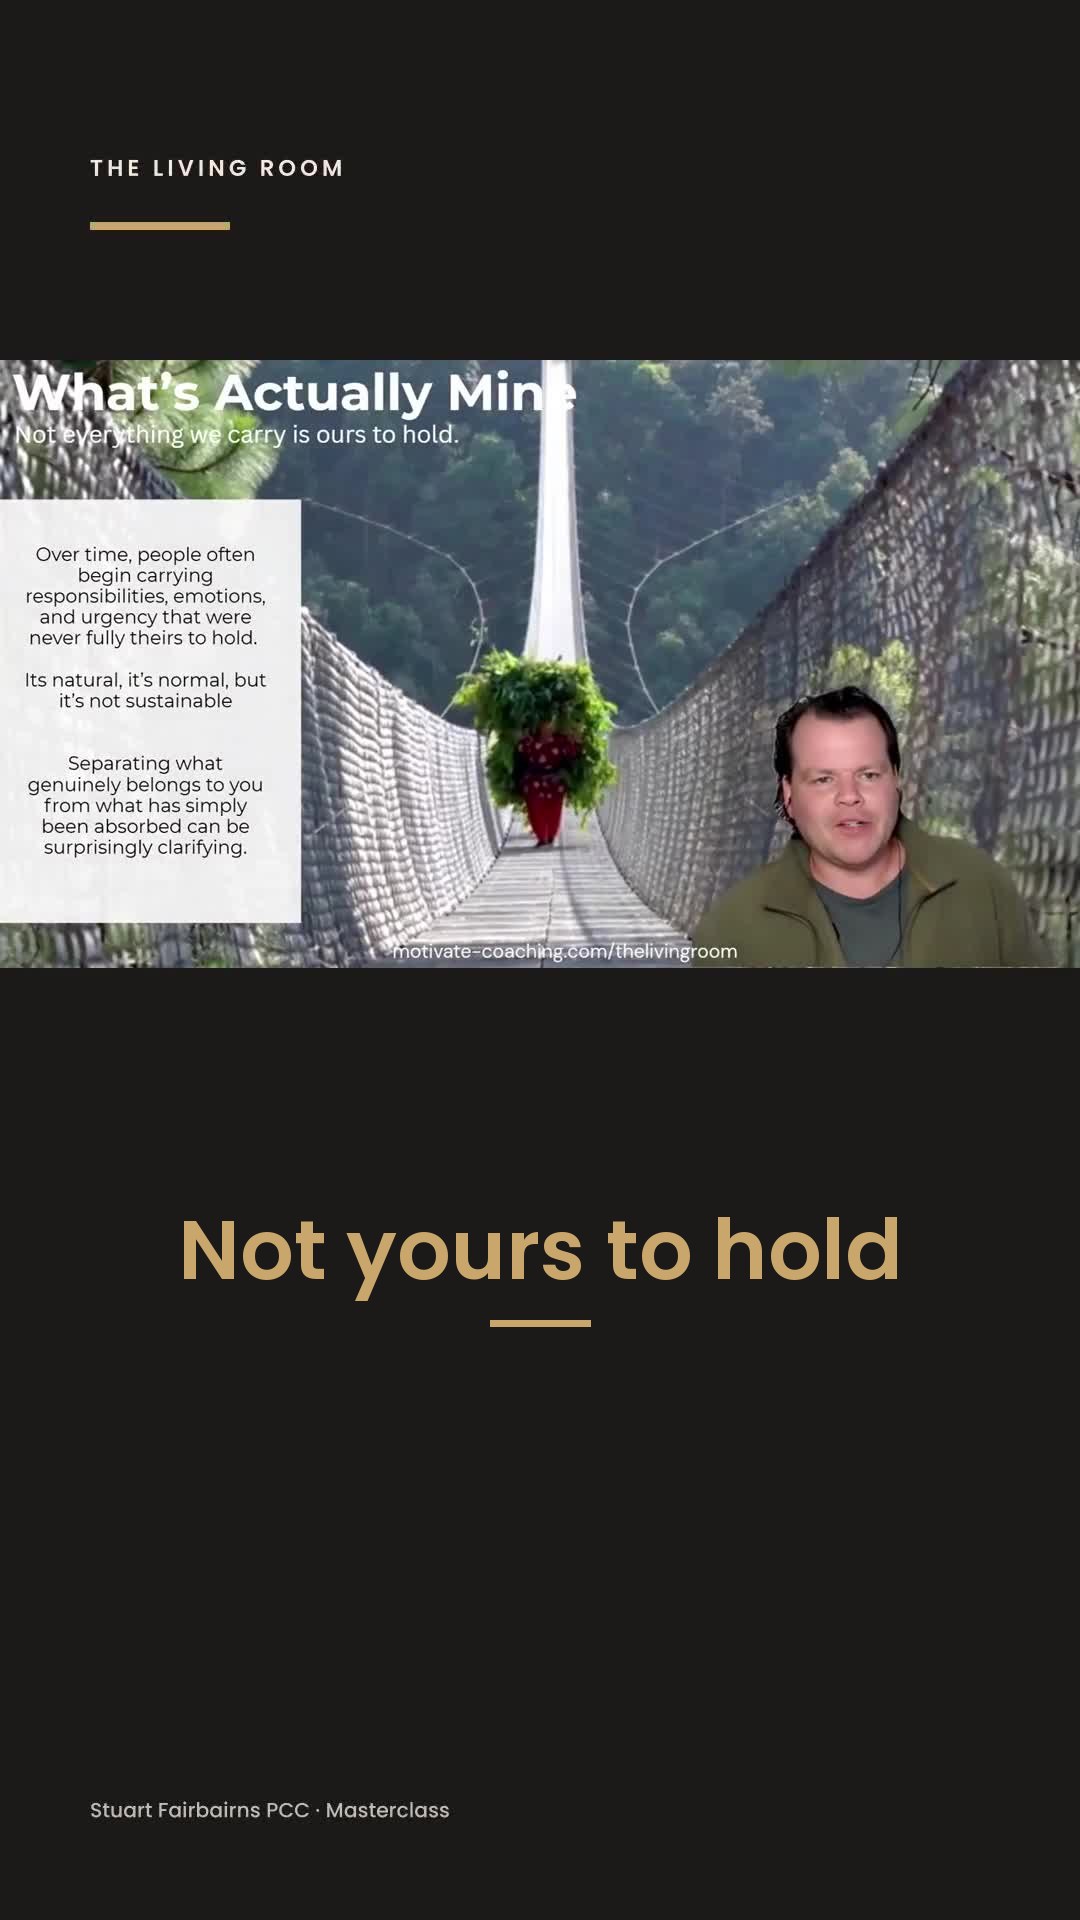 THE LIVING ROOM
What's Actually Mine
Not everything we carry is ours to hold.
Over time, people often
begin carrying
responsibilities, emotions,
and urgency that were
never fully theirs to hold.
Its natural, it's normal, but
it's not sustainable
Separating what
genuinely belongs to you
from what has simply
been absorbed can be
surprisingly clarifying.
motivate-coaching.com/thelivingroom
Not yours to hold
Stuart Fairbairns PCC · Masterclass